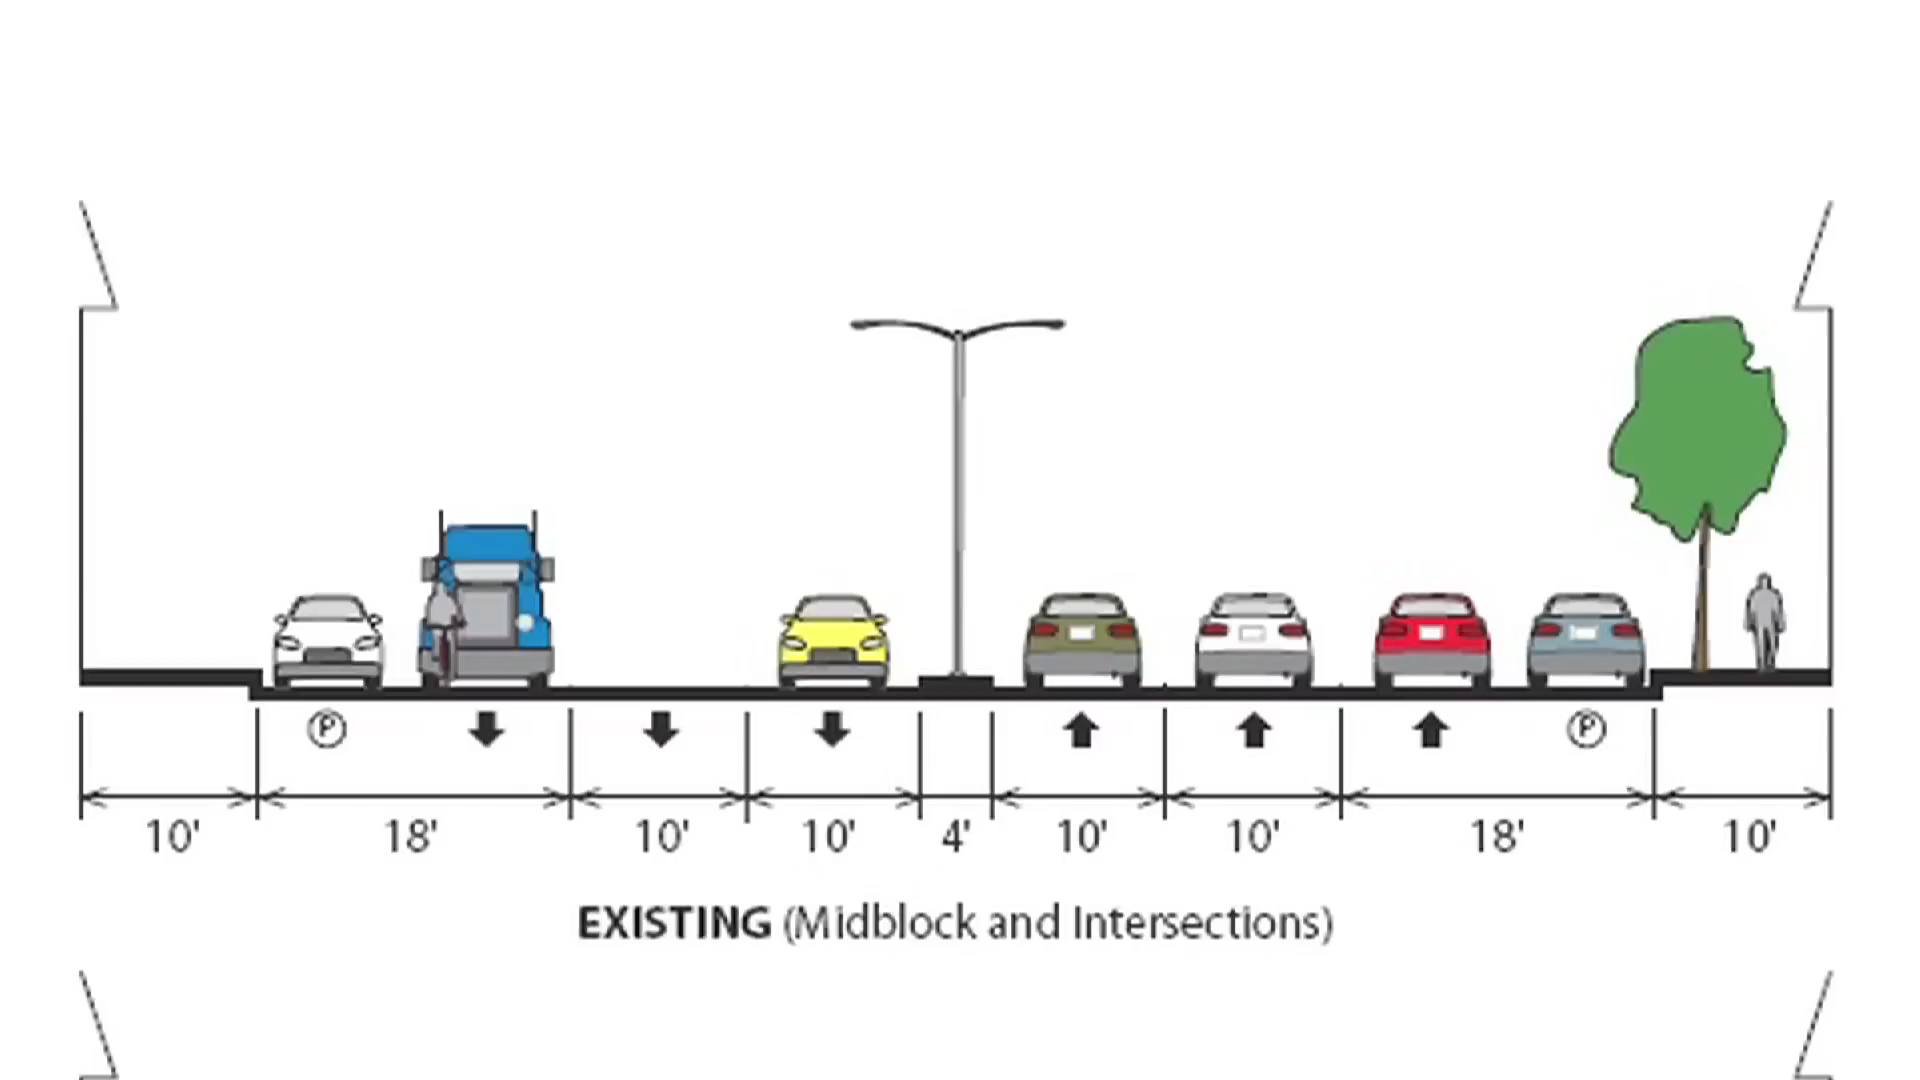 P P
10' 18' 10' 10' 4' 10' 10' 18' 10'
EXISTING (Midblock and Intersections)